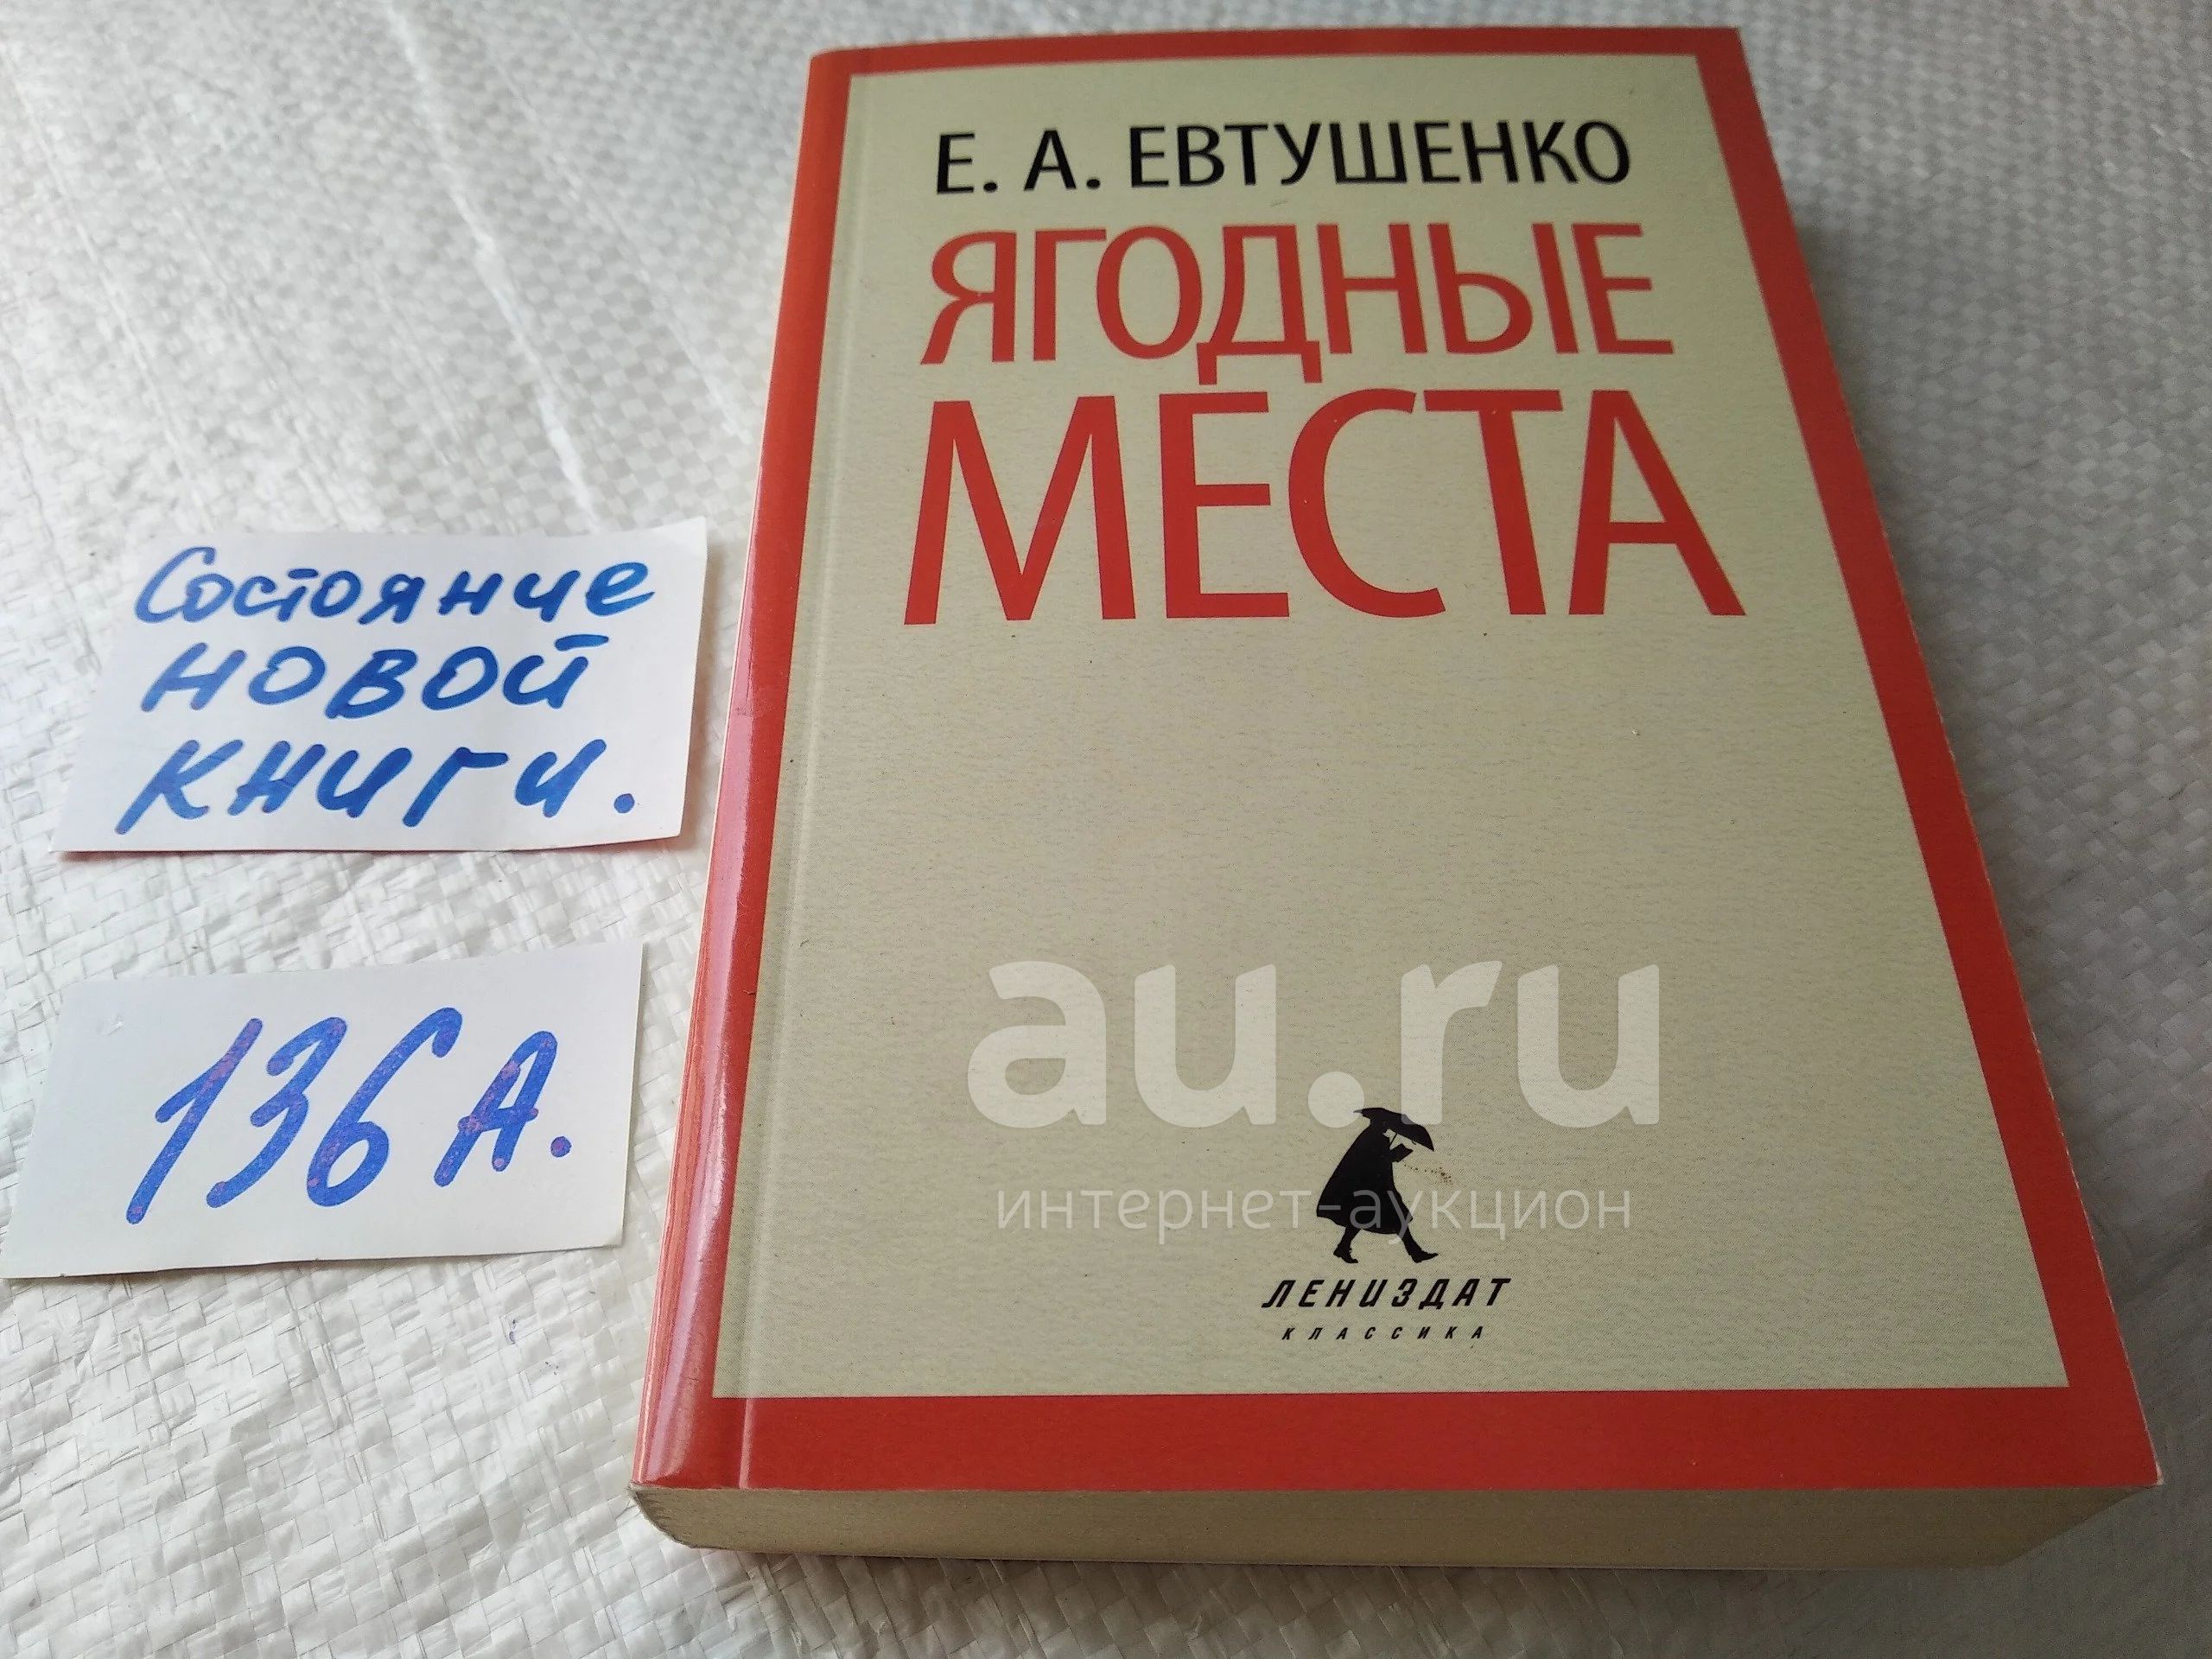 Е. А. ЕВТУШЕНКО
ЯГОДНЫЕ
МЕСТА
Состояние
новой
книги.
136А.
au.ru
интернет-аукцион
ЛЕНИЗДАТ
КЛАССИКА